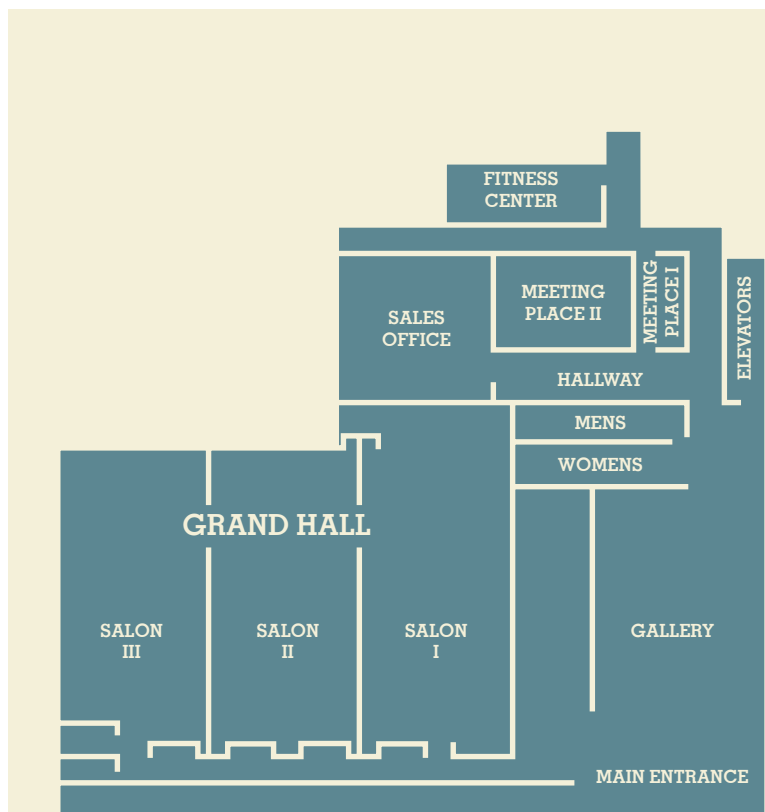 FITNESS
CENTER
MEETING
PLACE II
MEETING
PLACE I
ELEVATORS
SALES
OFFICE
HALLWAY
MENS
WOMENS
GRAND HALL
SALON
III
SALON
II
SALON
I
GALLERY
MAIN ENTRANCE